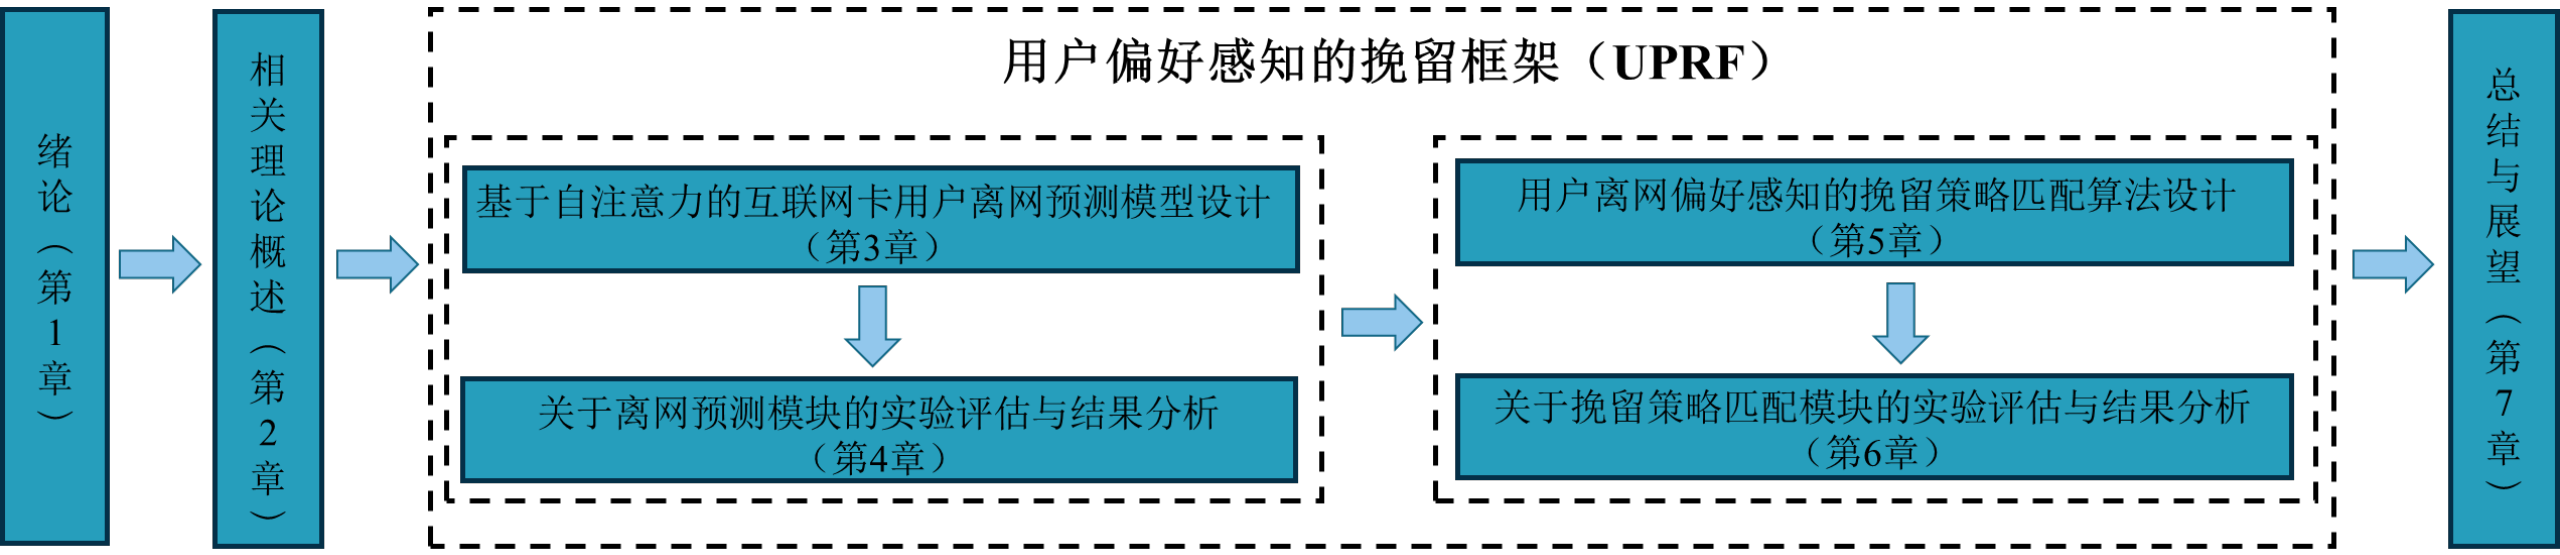 绪论（第1章）
相关理论概述（第2章）
用户偏好感知的挽留框架（UPRF）
基于自注意力的互联网卡用户离网预测模型设计
（第3章）
关于离网预测模块的实验评估与结果分析
（第4章）
用户离网偏好感知的挽留策略匹配算法设计
（第5章）
关于挽留策略匹配模块的实验评估与结果分析
（第6章）
总结与展望（第7章）